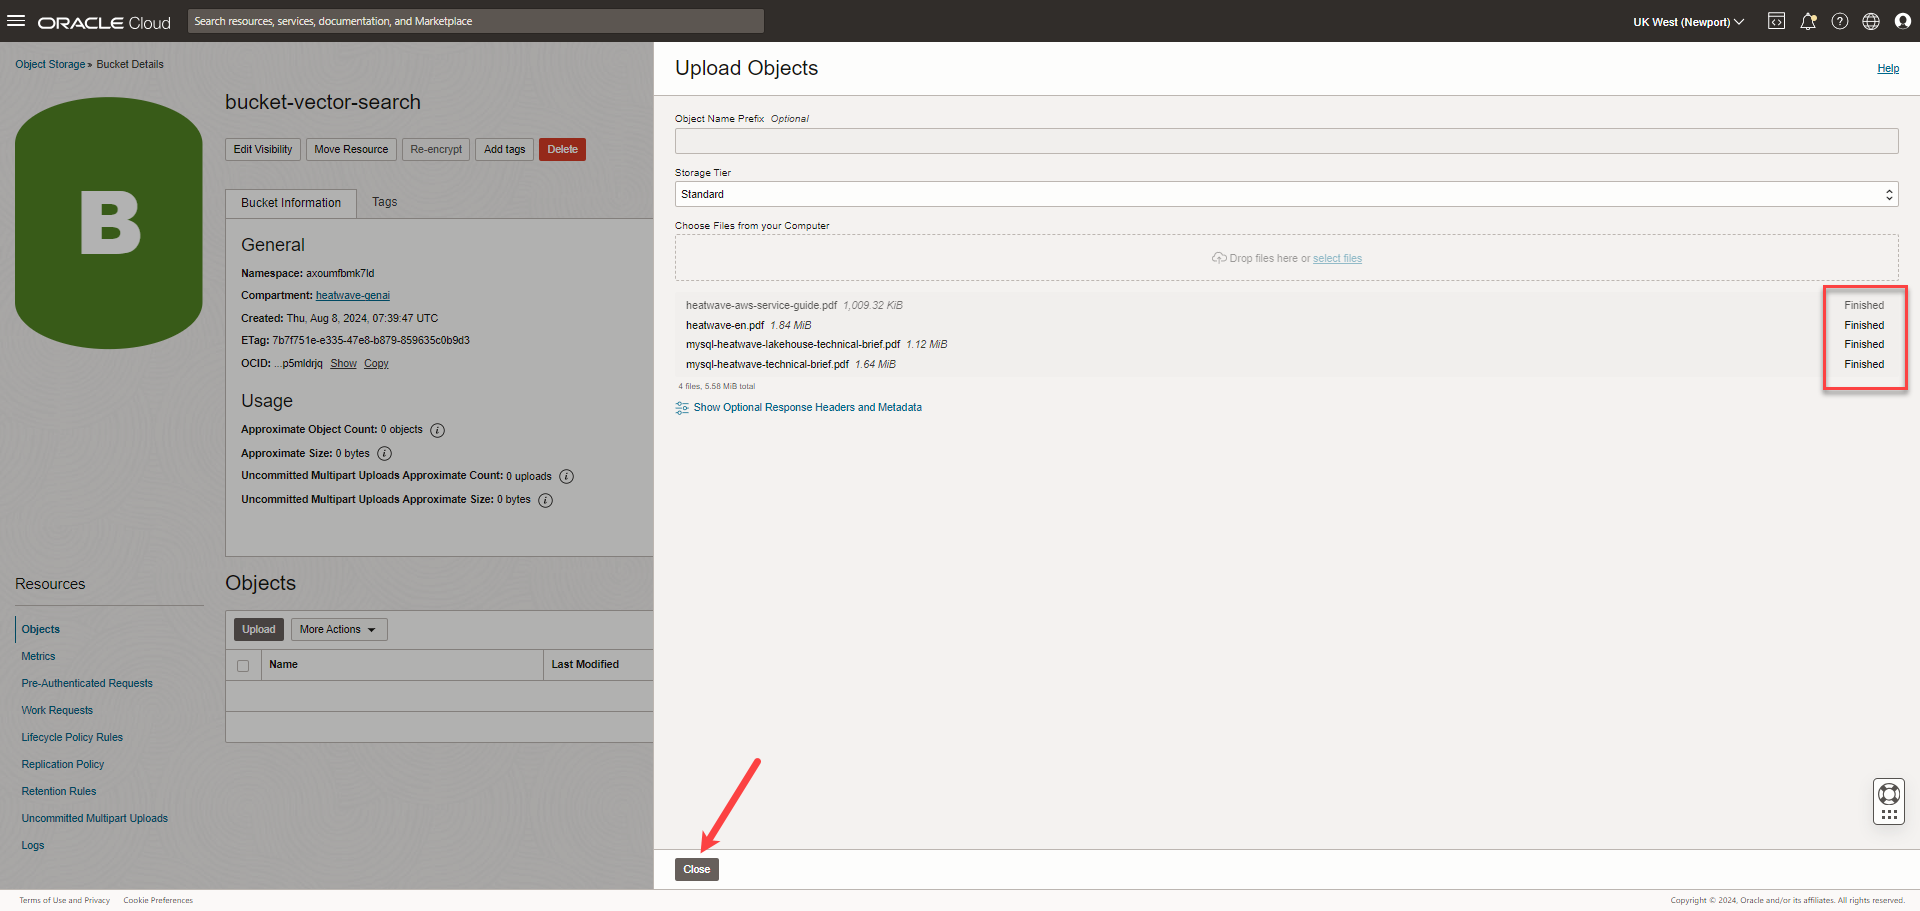 ORACLE Cloud
Search resources, services, documentation, and Marketplace
UK West (Newport)
Object Storage » Bucket Details
B
bucket-vector-search
Edit Visibility
Move Resource
Re-encrypt
Add tags
Delete
Bucket Information
Tags
General
Namespace: axoumfbmk7ld
Compartment: heatwave-genai
Created: Thu, Aug 8, 2024, 07:39:47 UTC
ETag: 7b7f751e-e335-47e8-b879-859635c0b9d3
OCID: ...p5mldrjq Show Copy
Usage
Approximate Object Count: 0 objects
Approximate Size: 0 bytes
Uncommitted Multipart Uploads Approximate Count: 0 uploads
Uncommitted Multipart Uploads Approximate Size: 0 bytes
Resources
Objects
Metrics
Pre-Authenticated Requests
Work Requests
Lifecycle Policy Rules
Replication Policy
Retention Rules
Uncommitted Multipart Uploads
Logs
Objects
Upload
More Actions
Name
Last Modified
Upload Objects
Help
Object Name Prefix Optional
Storage Tier
Standard
Choose Files from your Computer
Drop files here or select files
heatwave-aws-service-guide.pdf 1,009.32 KiB Finished
heatwave-en.pdf 1.84 MiB Finished
mysql-heatwave-lakehouse-technical-brief.pdf 1.12 MiB Finished
mysql-heatwave-technical-brief.pdf 1.64 MiB Finished
4 files, 5.58 MiB total
Show Optional Response Headers and Metadata
Close
Terms of Use and Privacy
Cookie Preferences
Copyright © 2024, Oracle and/or its affiliates. All rights reserved.